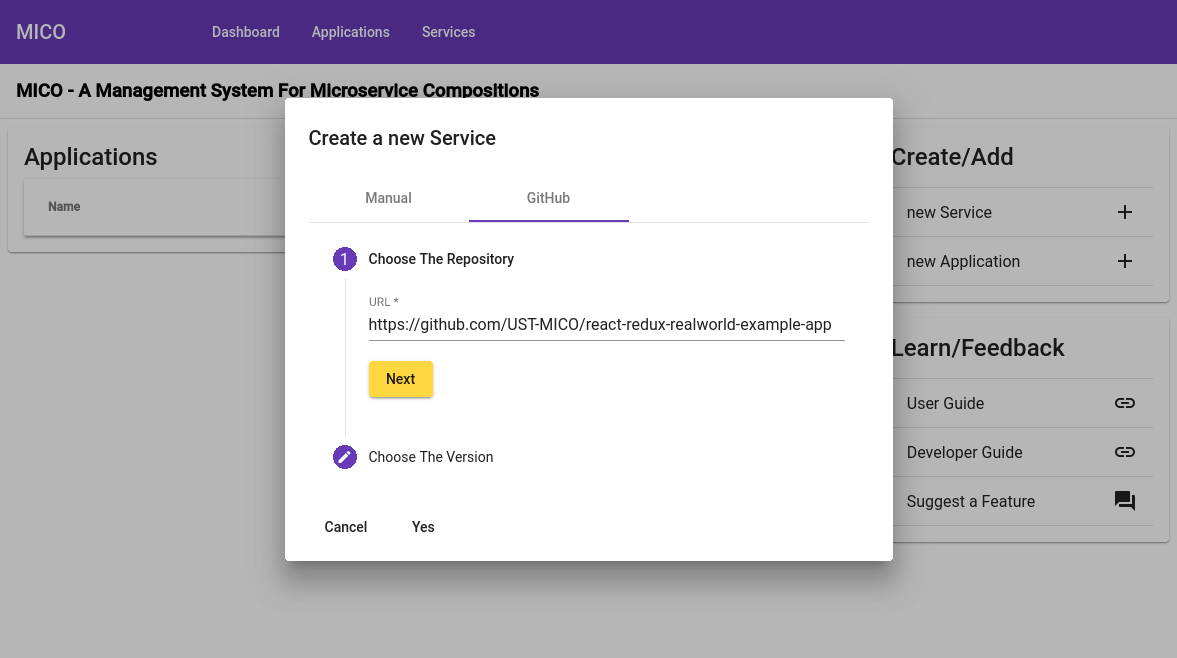 MICO Dashboard Applications Services
MICO - A Management System For Microservice Compositions
Applications
Name
Create a new Service
Manual GitHub
1 Choose The Repository
URL *
https://github.com/UST-MICO/react-redux-realworld-example-app
Next
Choose The Version
Cancel Yes
Create/Add
new Service
new Application
Learn/Feedback
User Guide
Developer Guide
Suggest a Feature